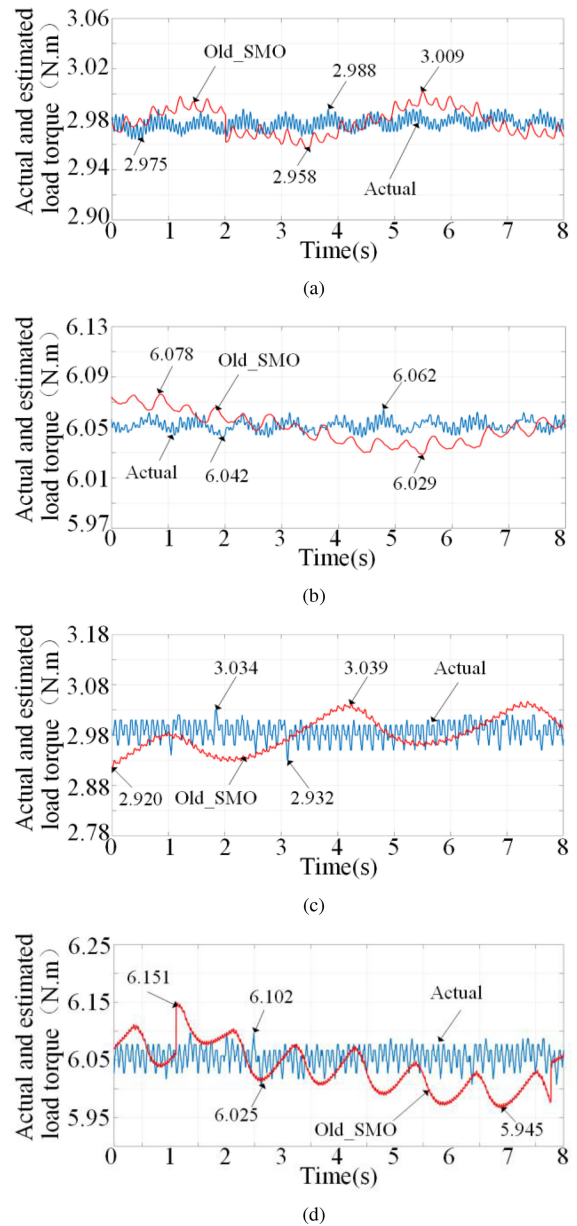 Actual and estimated
load torque（N.m）
3.06
3.02
2.98
2.94
2.90
Old_SMO
2.988
3.009
2.975
2.958
Actual
0 1 2 3 4 5 6 7 8
Time(s)
(a)
Actual and estimated
load torque（N.m）
6.13
6.09
6.05
6.01
5.97
6.078
Old_SMO
6.062
Actual
6.042
6.029
0 1 2 3 4 5 6 7 8
Time(s)
(b)
Actual and estimated
load torque（N.m）
3.18
3.08
2.98
2.88
2.78
3.034
3.039
Actual
2.920
Old_SMO
2.932
0 1 2 3 4 5 6 7 8
Time(s)
(c)
Actual and estimated
load torque（N.m）
6.25
6.15
6.05
5.95
6.151
6.102
Actual
6.025
Old_SMO
5.945
0 1 2 3 4 5 6 7 8
Time(s)
(d)